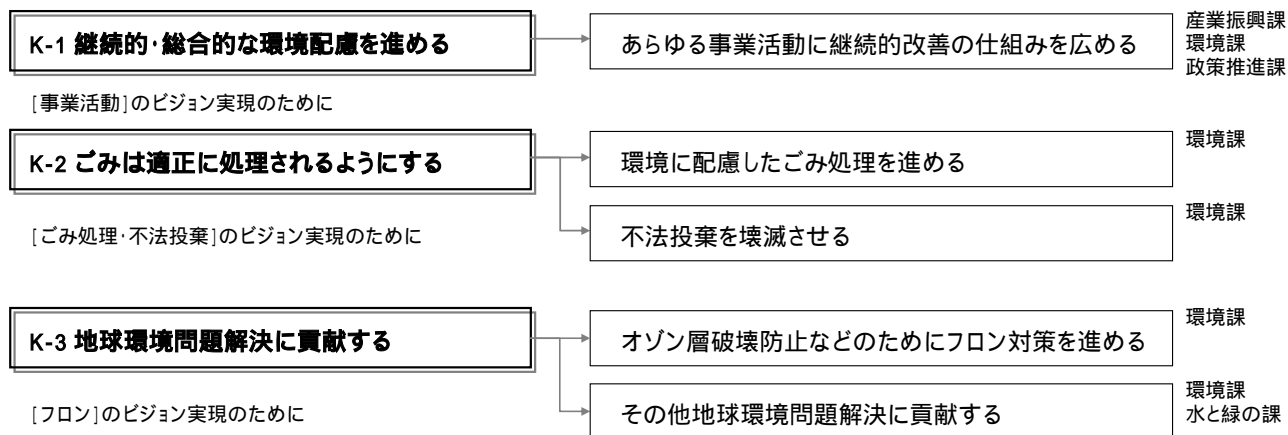 K-1 継続的・総合的な環境配慮を進める
あらゆる事業活動に継続的改善の仕組みを広める
産業振興課
環境課
政策推進課
[事業活動]のビジョン実現のために
K-2 ごみは適正に処理されるようにする
環境に配慮したごみ処理を進める
環境課
不法投棄を壊滅させる
環境課
[ごみ処理・不法投棄]のビジョン実現のために
K-3 地球環境問題解決に貢献する
オゾン層破壊防止などのためにフロン対策を進める
環境課
その他地球環境問題解決に貢献する
環境課
水と緑の課
[フロン]のビジョン実現のために